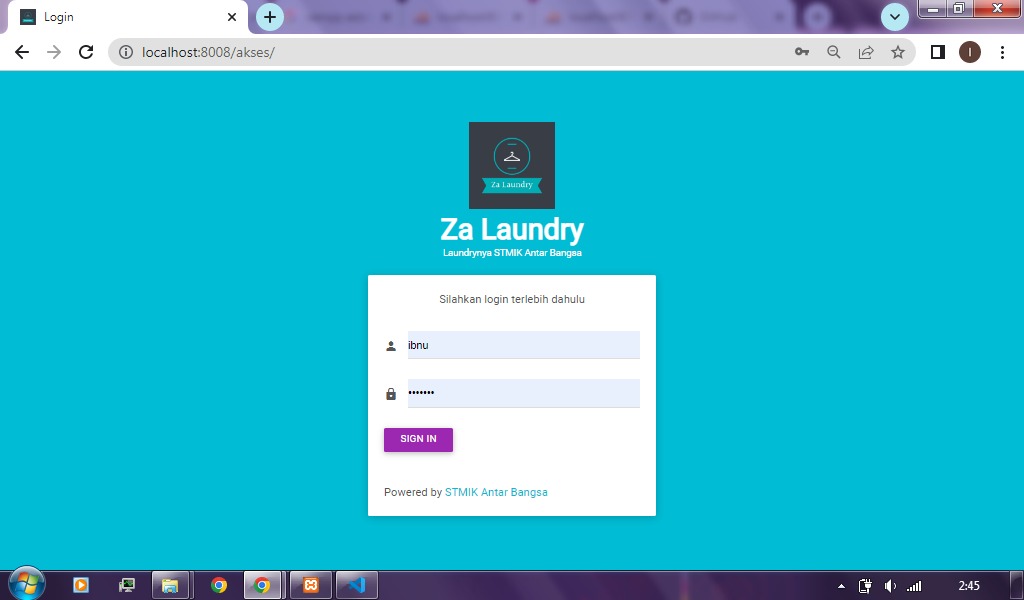 Login
localhost:8008/akses/
I
Za Laundry
Za Laundry
Laundrynya STMIK Antar Bangsa
Silahkan login terlebih dahulu
ibnu
•••••••
SIGN IN
Powered by STMIK Antar Bangsa
2:45